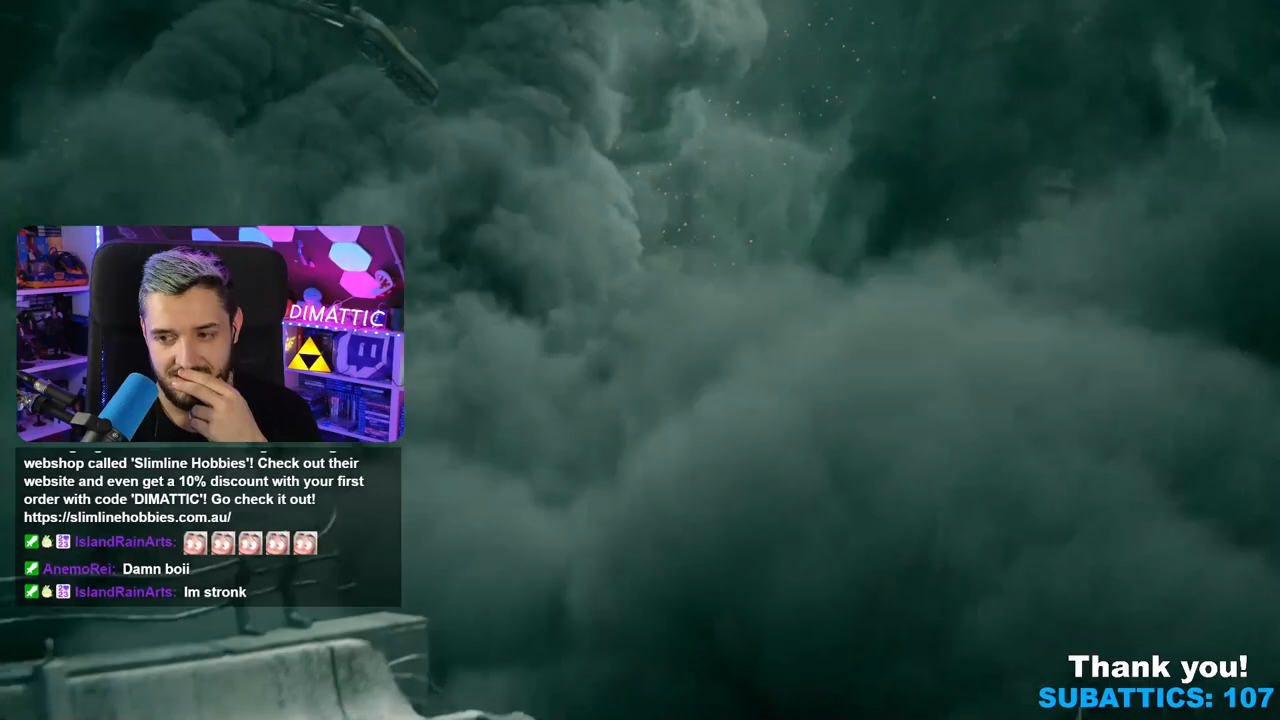 DIMATTIC
webshop called 'Slimline Hobbies'! Check out their
website and even get a 10% discount with your first
order with code 'DIMATTIC'! Go check it out!
https://slimlinehobbies.com.au/
IslandRainArts:
AnemoRei: Damn boii
IslandRainArts: Im stronk
Thank you!
SUBATTICS: 107